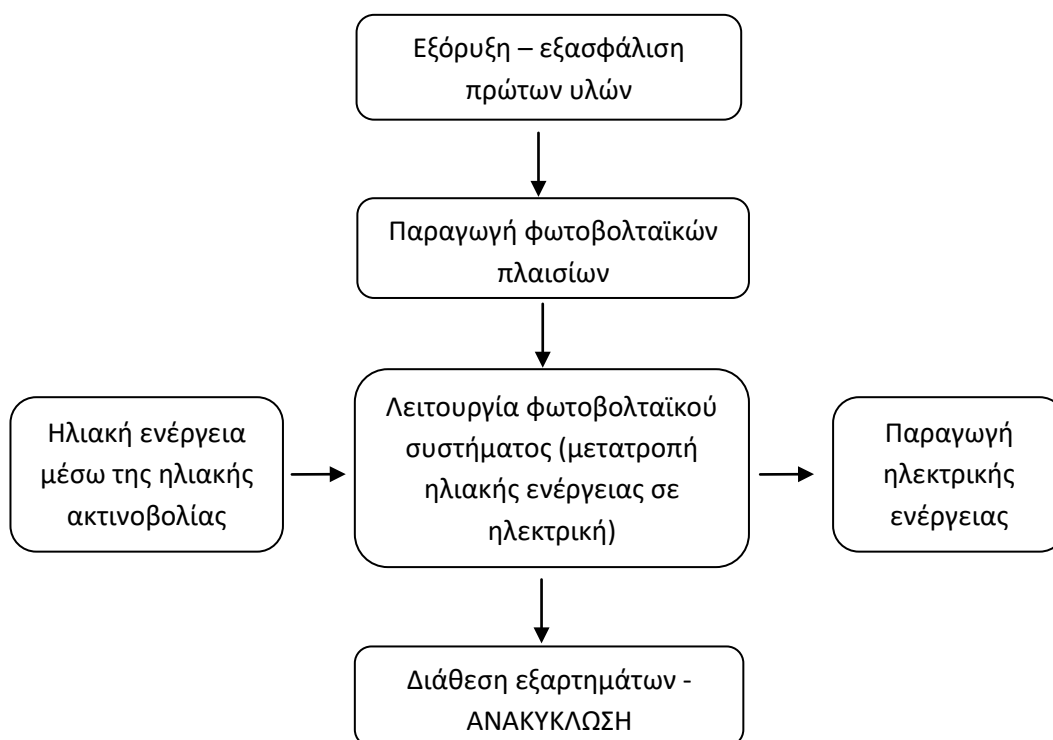 Εξόρυξη – εξασφάλιση
πρώτων υλών
Παραγωγή φωτοβολταϊκών
πλαισίων
Ηλιακή ενέργεια
μέσω της ηλιακής
ακτινοβολίας
Λειτουργία φωτοβολταϊκού
συστήματος (μετατροπή
ηλιακής ενέργειας σε
ηλεκτρική)
Παραγωγή
ηλεκτρικής
ενέργειας
Διάθεση εξαρτημάτων -
ΑΝΑΚΥΚΛΩΣΗ